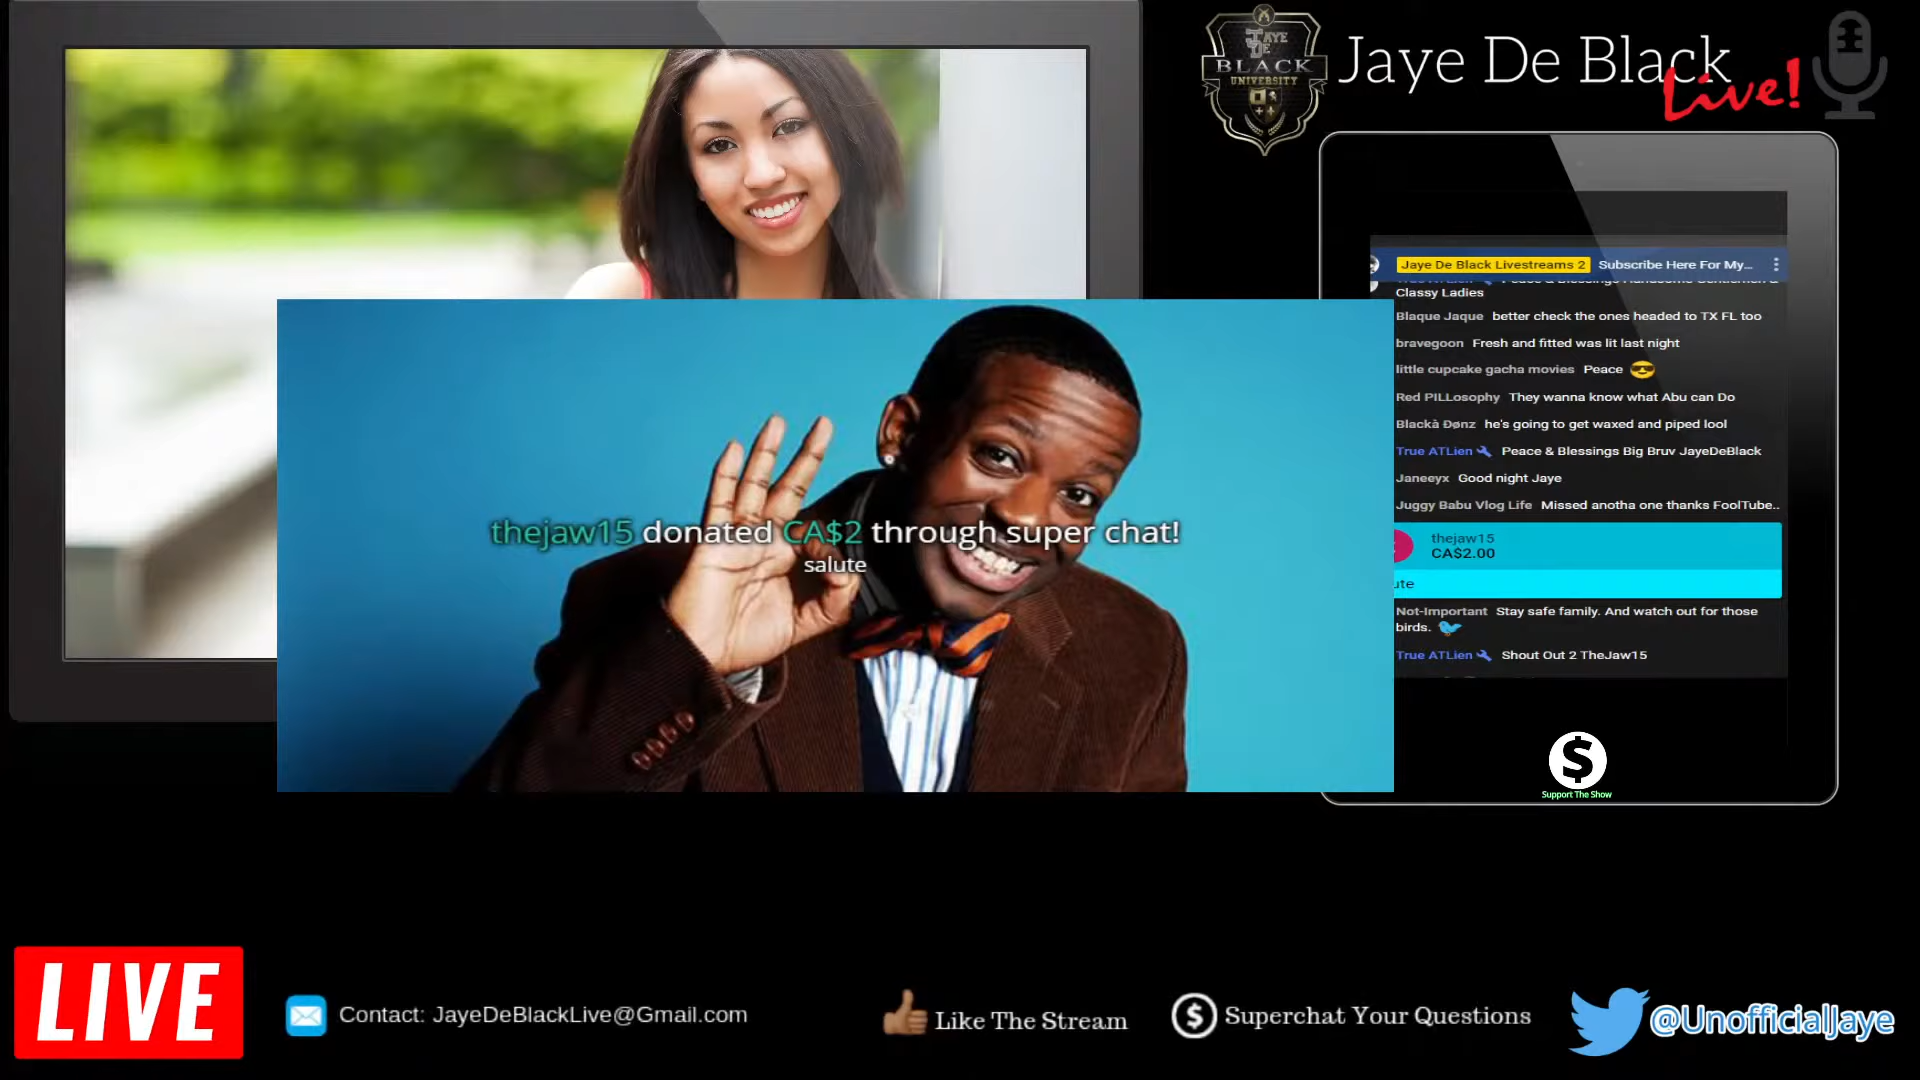 JAYE
DE
BLACK
UNIVERSITY
Jaye De Black
Live!
Jaye De Black Livestreams 2 Subscribe Here For My...
Classy Ladies
Blaque Jaque better check the ones headed to TX FL too
bravegoon Fresh and fitted was lit last night
little cupcake gacha movies Peace 😎
Red PILLosophy They wanna know what Abu can Do
Blackà Đønz he's going to get waxed and piped lool
True ATLien Peace & Blessings Big Bruv JayeDeBlack
Janeeyx Good night Jaye
Juggy Babu Vlog Life Missed anotha one thanks FoolTube..
thejaw15
CA$2.00
ute
Not-Important Stay safe family. And watch out for those
birds. 🐦
True ATLien Shout Out 2 TheJaw15
thejaw15 donated CA$2 through super chat!
salute
$
Support The Show
LIVE
Contact: JayeDeBlackLive@Gmail.com
Like The Stream
$ Superchat Your Questions
@UnofficialJaye